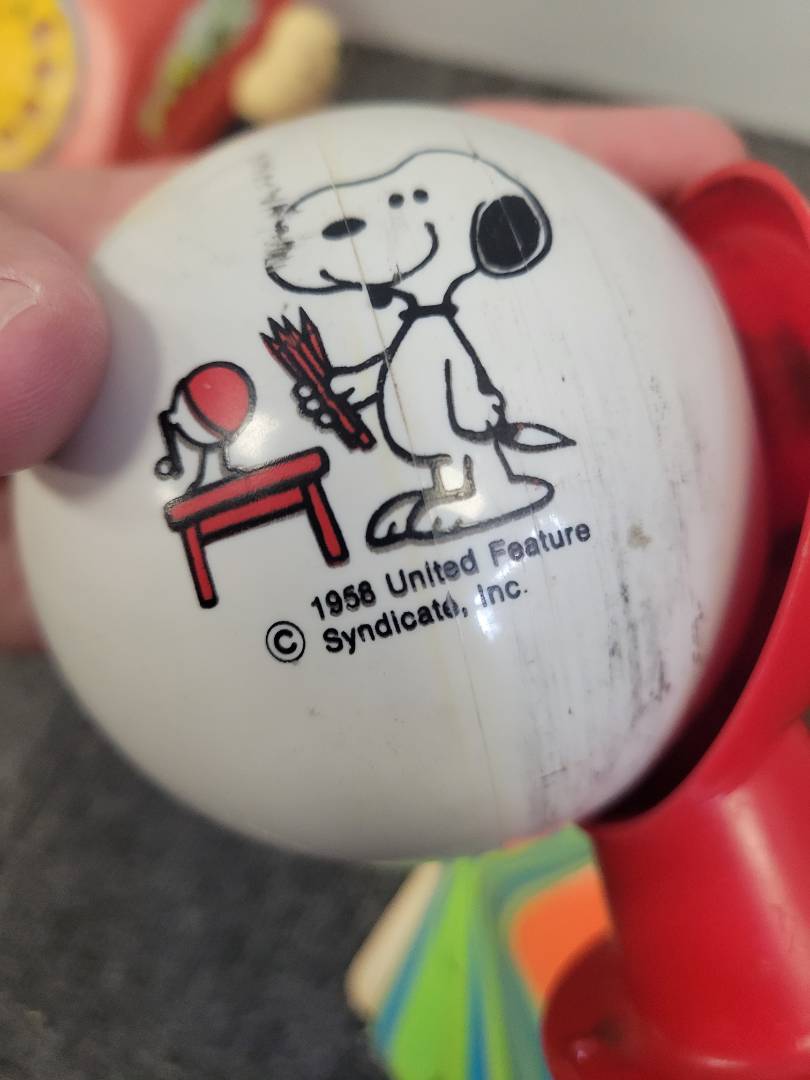 1958 United Feature
© Syndicate, Inc.